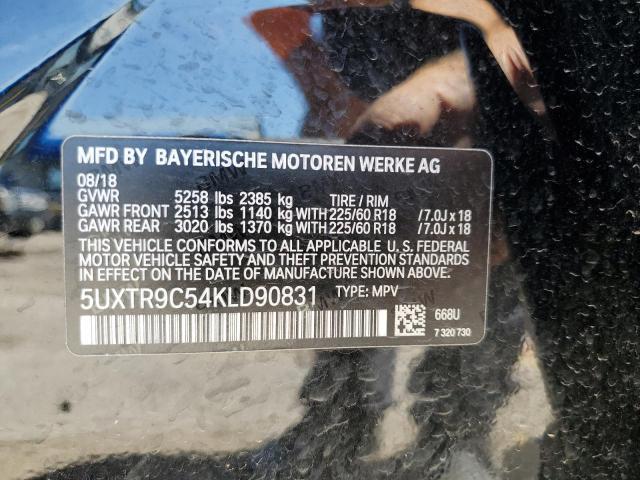 MFD BY BAYERISCHE MOTOREN WERKE AG
08/18
GVWR 5258 lbs 2385 kg TIRE / RIM
GAWR FRONT 2513 lbs 1140 kg WITH 225/60 R18 / 7.0J x 18
GAWR REAR 3020 lbs 1370 kg WITH 225/60 R18 / 7.0J x 18
THIS VEHICLE CONFORMS TO ALL APPLICABLE U. S. FEDERAL
MOTOR VEHICLE SAFETY, BUMPER, AND THEFT PREVENTION
STANDARDS IN EFFECT ON THE DATE OF MANUFACTURE SHOWN ABOVE.
5UXTR9C54KLD90831 TYPE: MPV
668U
7 320 730